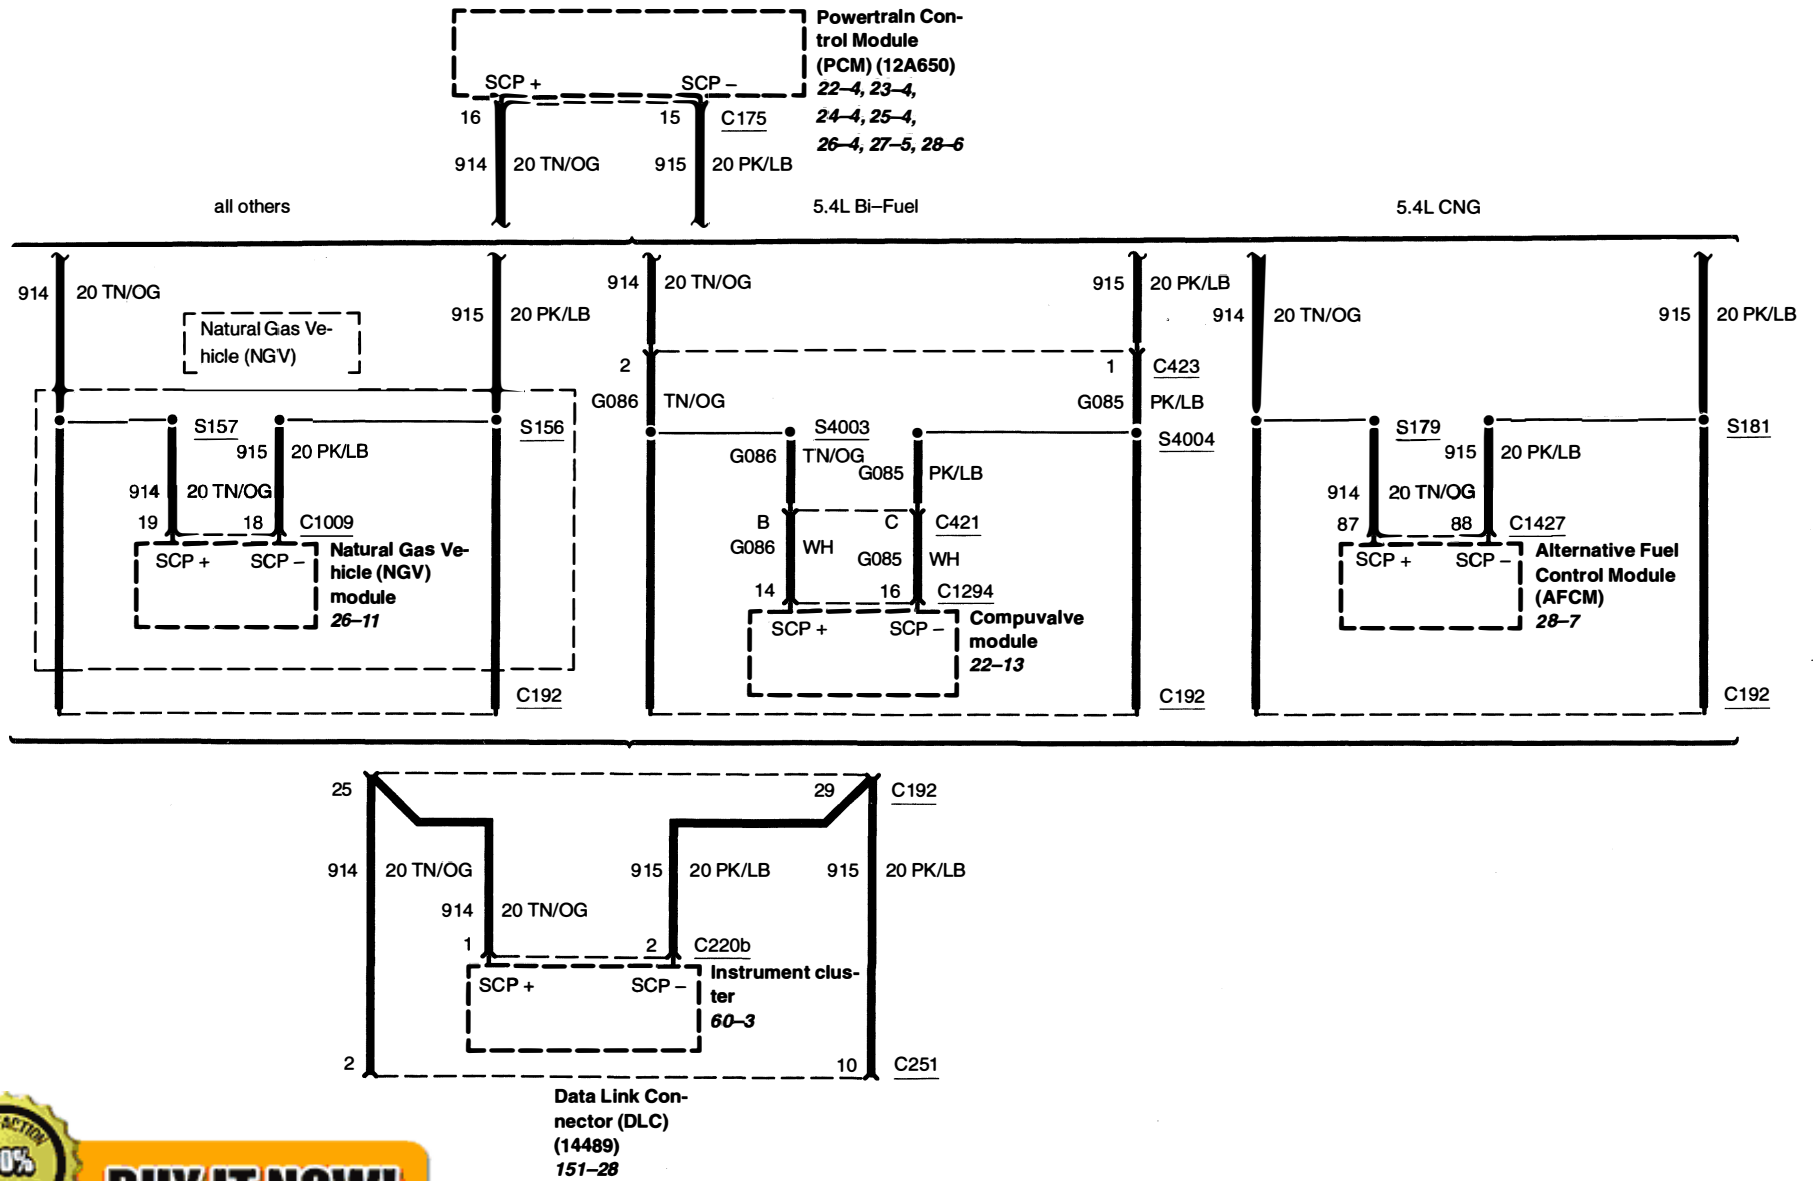 Powertrain Con-
trol Module
(PCM) (12A650)
22–4, 23–4,
24–4, 25–4,
26–4, 27–5, 28–6
SCP + SCP –
16 15 C175
914 20 TN/OG 915 20 PK/LB
all others 5.4L Bi–Fuel 5.4L CNG
914 20 TN/OG 915 20 PK/LB
914 20 TN/OG 915 20 PK/LB
914 20 TN/OG 915 20 PK/LB
Natural Gas Ve-
hicle (NGV)
2 1 C423
G086 TN/OG G085 PK/LB
S157 S156
915 20 PK/LB
914 20 TN/OG
19 18 C1009
SCP + SCP –
Natural Gas Ve-
hicle (NGV)
module
26–11
C192
S4003 S4004
G086 TN/OG
G085 PK/LB
B C C421
G086 WH G085 WH
14 16 C1294
SCP + SCP –
Compuvalve
module
22–13
C192
S179 S181
915 20 PK/LB
914 20 TN/OG
87 88 C1427
SCP + SCP –
Alternative Fuel
Control Module
(AFCM)
28–7
C192
25 29 C192
914 20 TN/OG 915 20 PK/LB 915 20 PK/LB
914 20 TN/OG
1 2 C220b
SCP + SCP –
Instrument clus-
ter
60–3
2 10 C251
Data Link Con-
nector (DLC)
(14489)
151–28
BUY IT NOW!